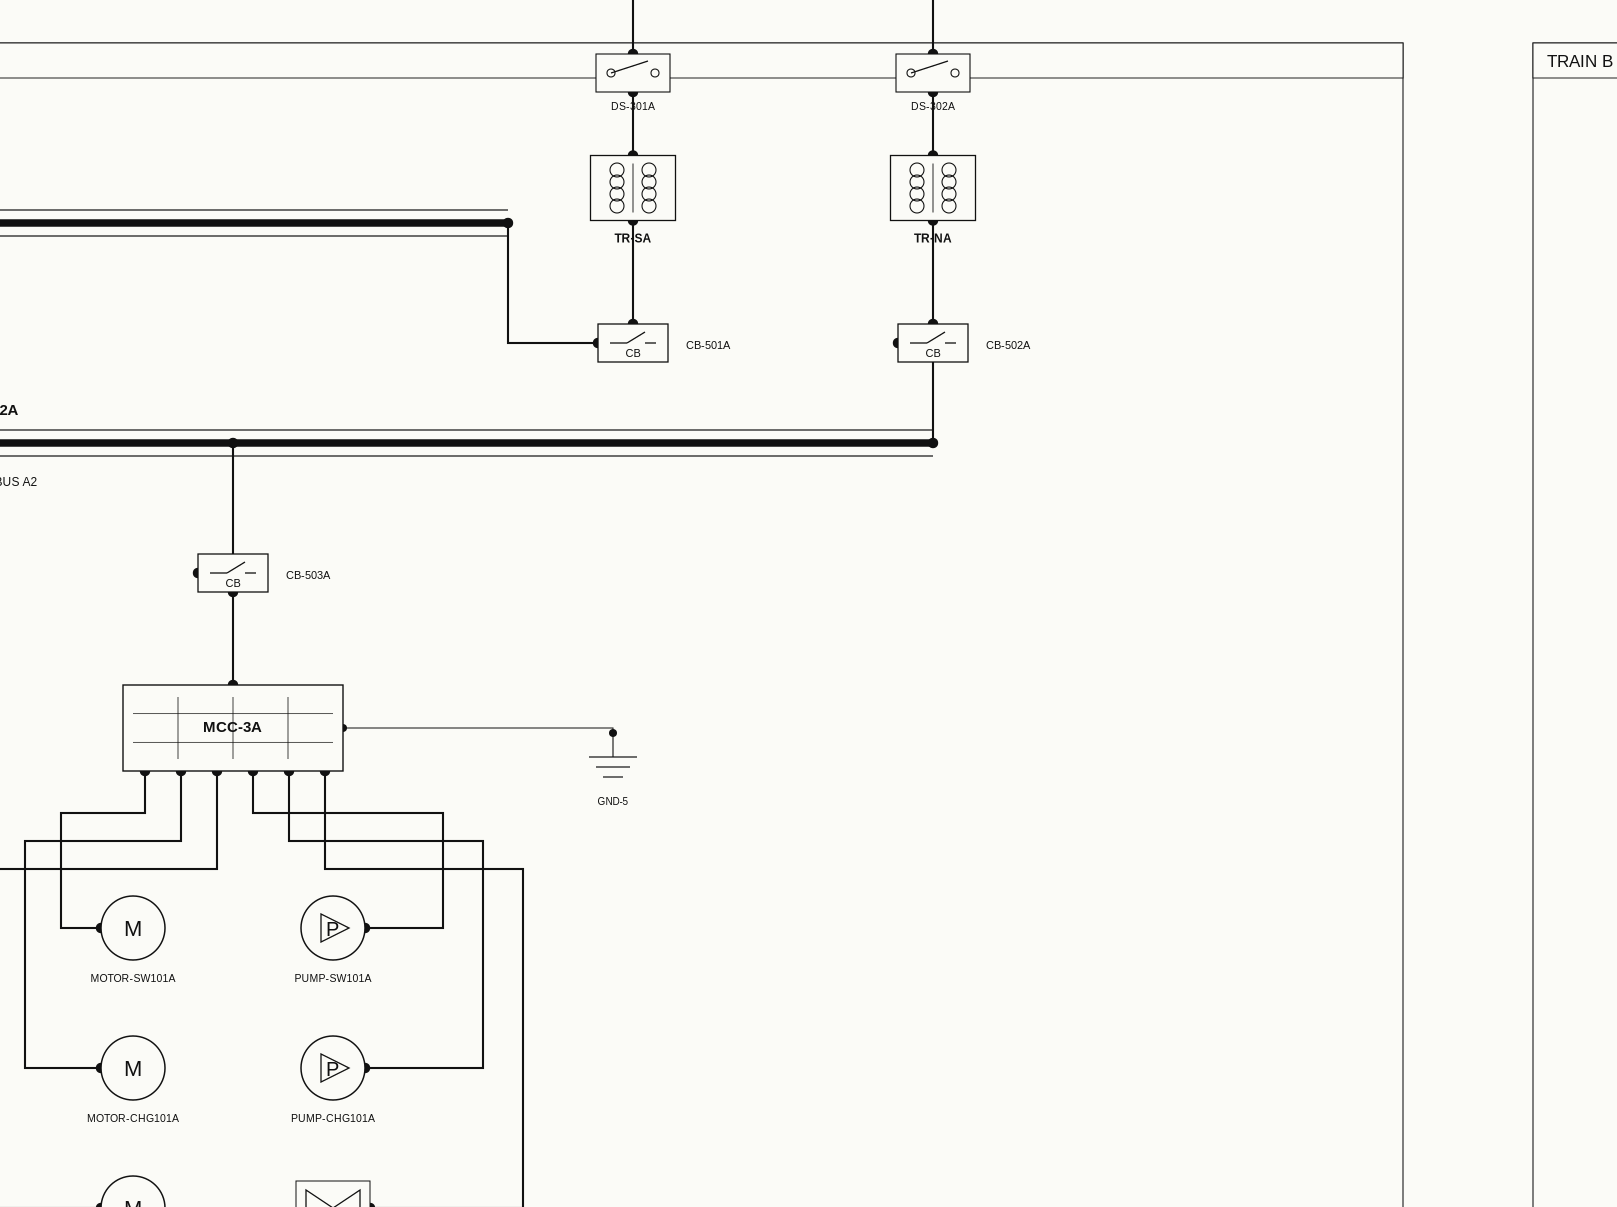 TRAIN B
DS-301A
DS-302A
TR-SA
TR-NA
CB
CB-501A
CB
CB-502A
2A
BUS A2
CB
CB-503A
MCC-3A
GND-5
M
P
MOTOR-SW101A
PUMP-SW101A
M
P
MOTOR-CHG101A
PUMP-CHG101A
M